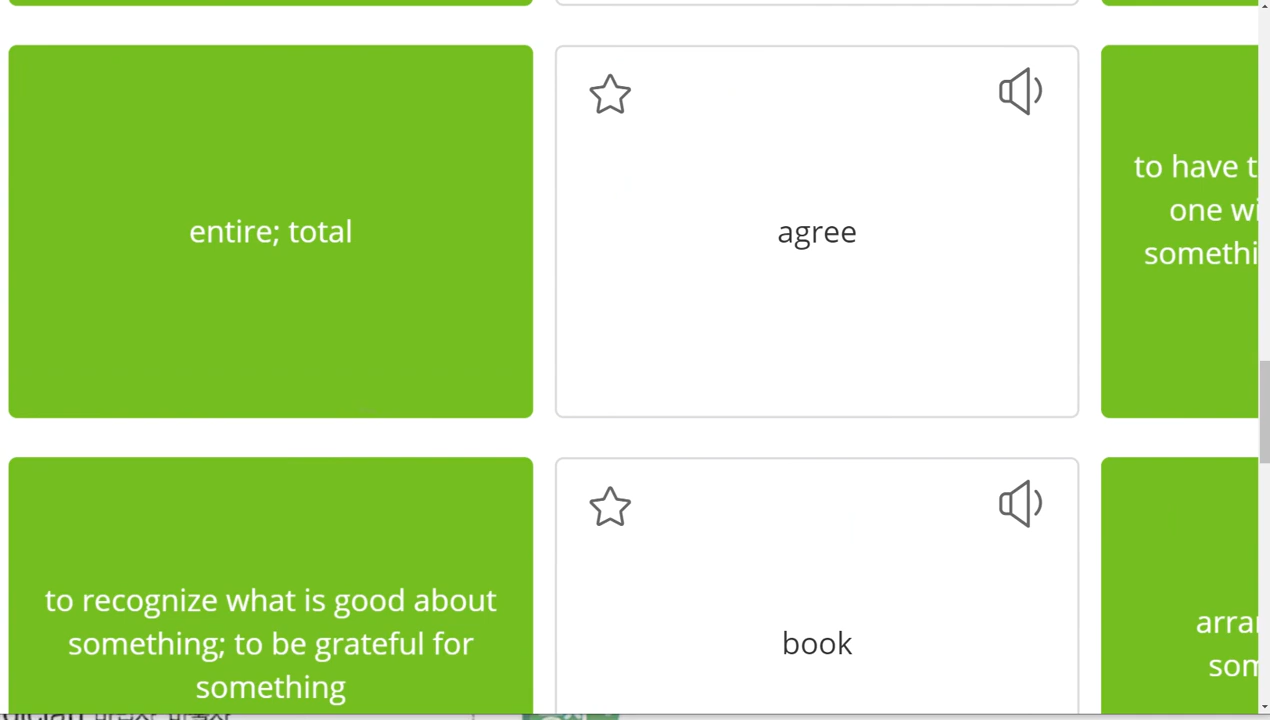 entire; total
agree
to have t
one wi
somethi
to recognize what is good about
something; to be grateful for
something
book
arra
som